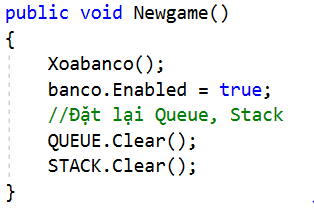 public void Newgame()
{
Xoabanco();
banco.Enabled = true;
//Đặt lại Queue, Stack
QUEUE.Clear();
STACK.Clear();
}